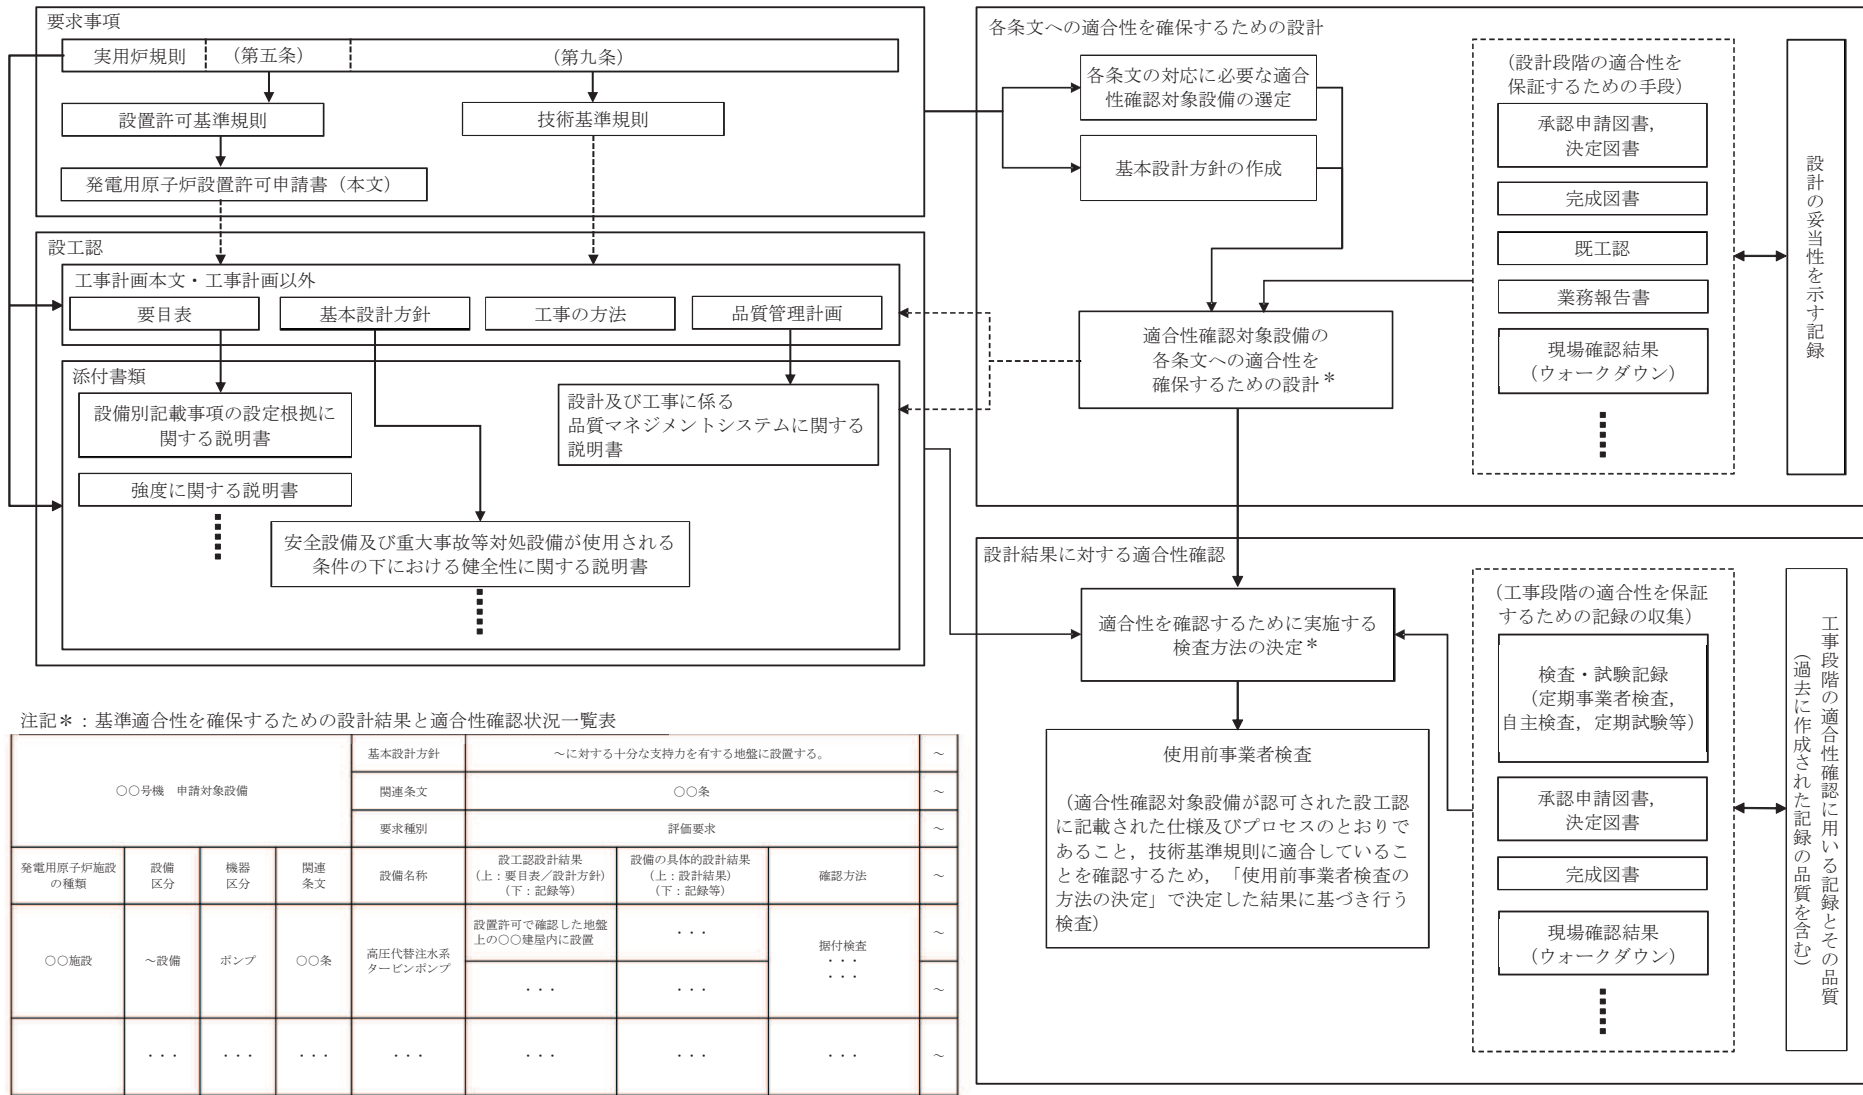 要求事項
実用炉規則
(第五条)
(第九条)
設置許可基準規則
技術基準規則
発電用原子炉設置許可申請書（本文）
設工認
工事計画本文・工事計画以外
要目表
基本設計方針
工事の方法
品質管理計画
添付書類
設備別記載事項の設定根拠に
関する説明書
設計及び工事に係る
品質マネジメントシステムに関する
説明書
強度に関する説明書
安全設備及び重大事故等対処設備が使用される
条件の下における健全性に関する説明書
各条文への適合性を確保するための設計
各条文の対応に必要な適合
性確認対象設備の選定
基本設計方針の作成
適合性確認対象設備の
各条文への適合性を
確保するための設計＊
（設計段階の適合性を
保証するための手段）
承認申請図書，
決定図書
完成図書
既工認
業務報告書
現場確認結果
（ウォークダウン）
設計の妥当性を示す記録
設計結果に対する適合性確認
適合性を確認するために実施する
検査方法の決定＊
使用前事業者検査
（適合性確認対象設備が認可された設工認
に記載された仕様及びプロセスのとおりで
あること，技術基準規則に適合しているこ
とを確認するため，「使用前事業者検査の
方法の決定」で決定した結果に基づき行う
検査）
（工事段階の適合性を保証
するための記録の収集）
検査・試験記録
（定期事業者検査，
自主検査，定期試験等）
承認申請図書，
決定図書
完成図書
現場確認結果
（ウォークダウン）
工事段階の適合性確認に用いる記録とその品質
（過去に作成された記録の品質を含む）
注記＊：基準適合性を確保するための設計結果と適合性確認状況一覧表
○○号機　申請対象設備
基本設計方針
～に対する十分な支持力を有する地盤に設置する。
～
関連条文
○○条
～
要求種別
評価要求
～
発電用原子炉施設
の種類
設備
区分
機器
区分
関連
条文
設備名称
設工認設計結果
（上：要目表／設計方針）
（下：記録等）
設備の具体的設計結果
（上：設計結果）
（下：記録等）
確認方法
～
○○施設
～設備
ポンプ
○○条
高圧代替注水系
タービンポンプ
設置許可で確認した地盤
上の○○建屋内に設置
・・・
据付検査
・・・
・・・
～
・・・
・・・
～
・・・
・・・
・・・
・・・
・・・
・・・
・・・
～